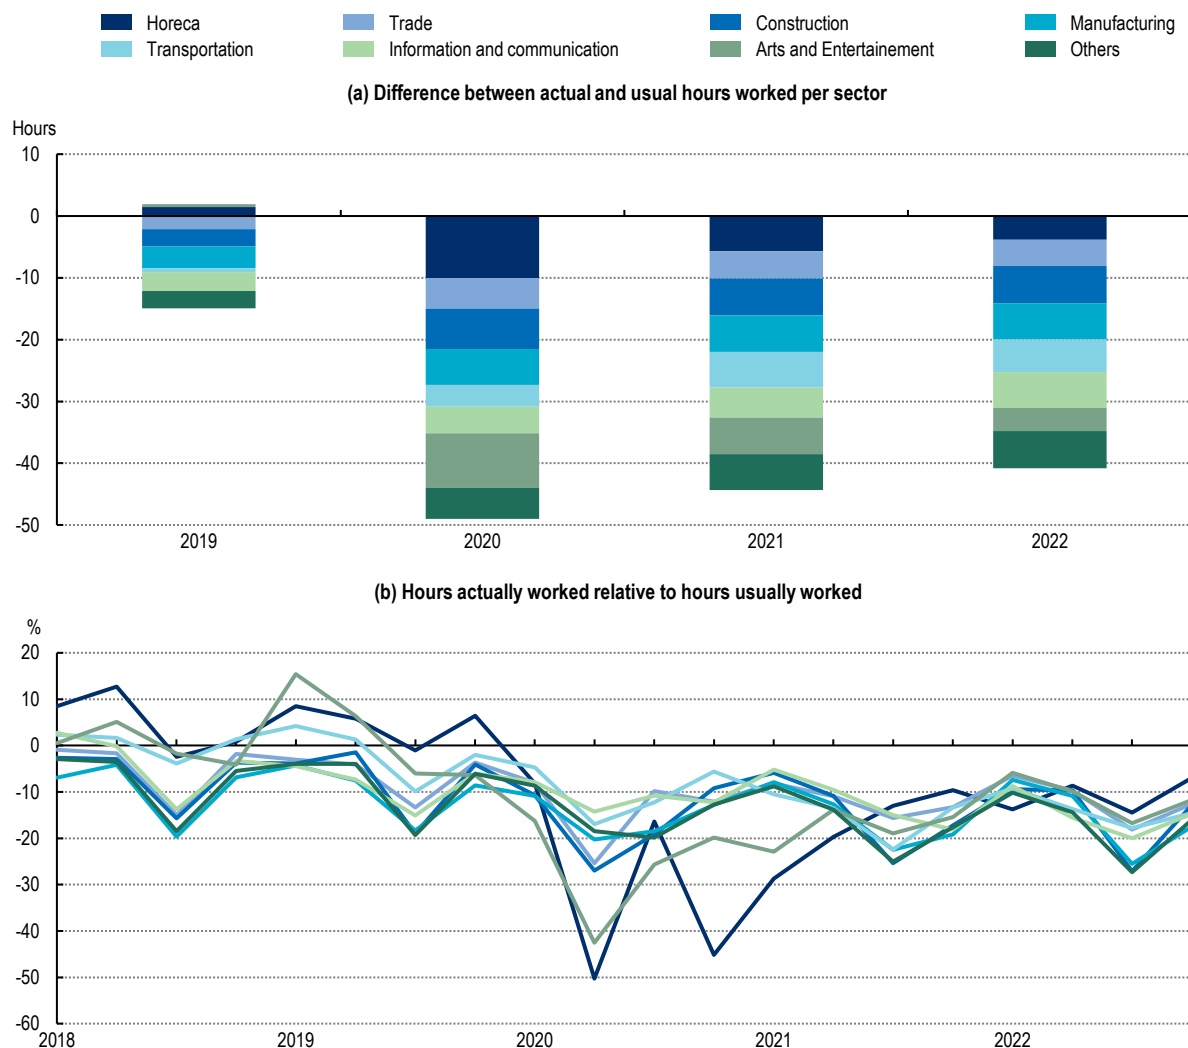 Horeca Trade Construction Manufacturing
Transportation Information and communication Arts and Entertainement Others
(a) Difference between actual and usual hours worked per sector
Hours
10
0
-10
-20
-30
-40
-50
2019 2020 2021 2022
(b) Hours actually worked relative to hours usually worked
%
20
10
0
-10
-20
-30
-40
-50
-60
2018 2019 2020 2021 2022